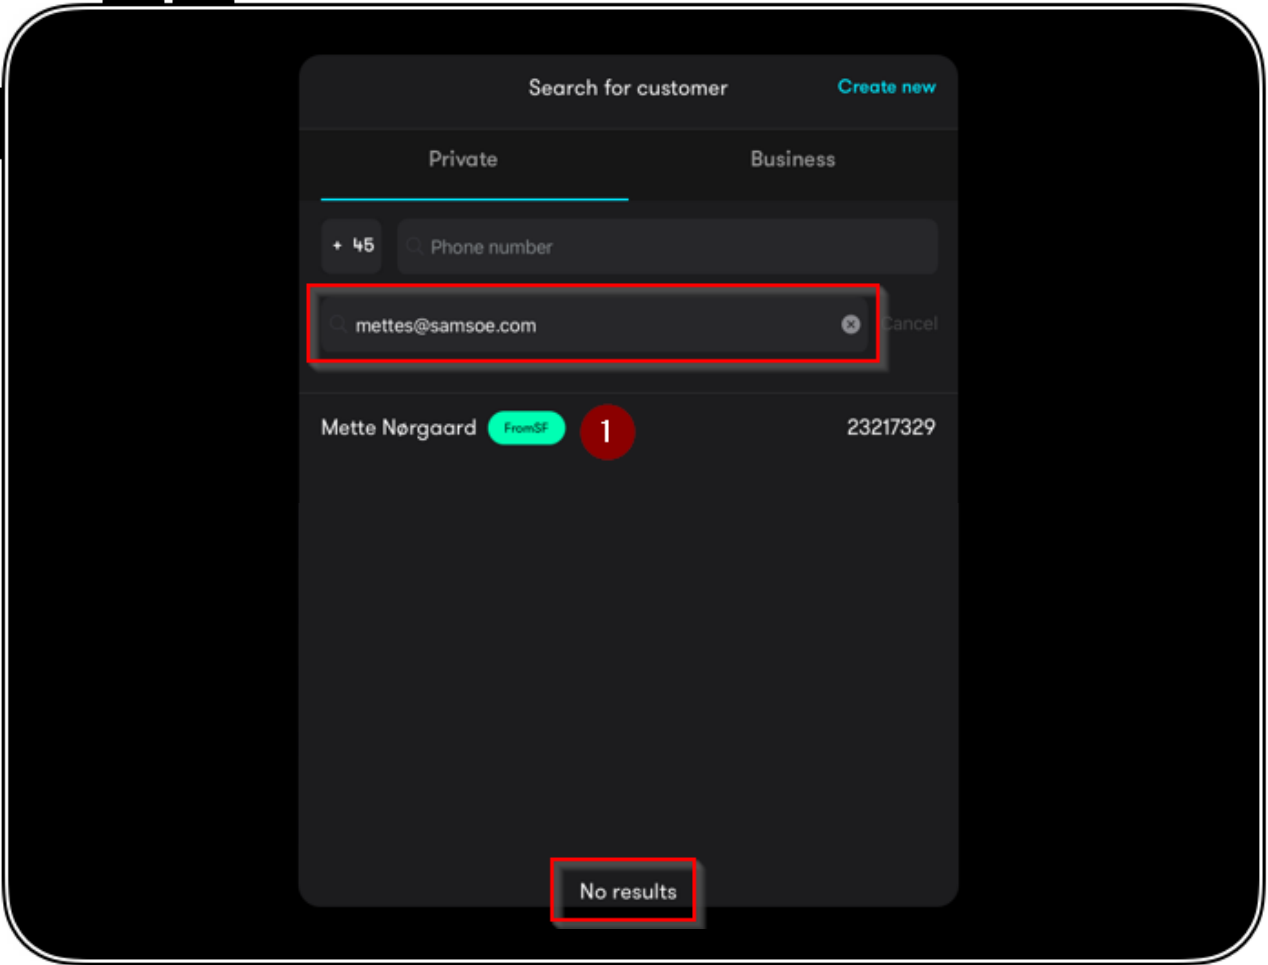 Search for customer Create new
Private Business
+ 45 Phone number
mettes@samsoe.com Cancel
Mette Nørgaard FromSF 1 23217329
No results